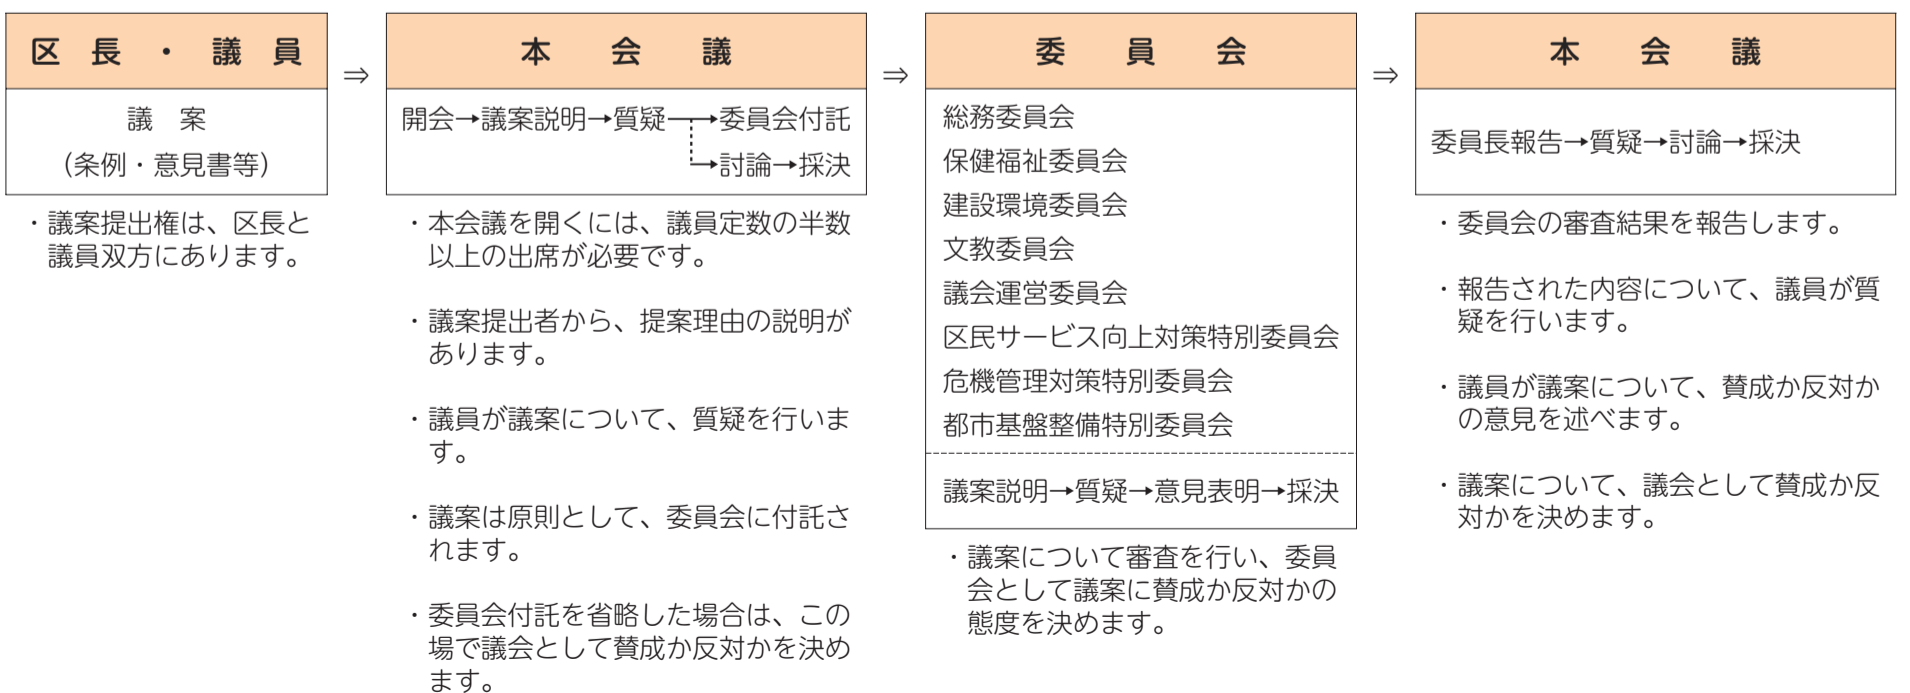 区長・議員
議案
（条例・意見書等）
・議案提出権は、区長と
議員双方にあります。
⇒
本会議
開会→議案説明→質疑→委員会付託
→討論→採決
・本会議を開くには、議員定数の半数
以上の出席が必要です。
・議案提出者から、提案理由の説明が
あります。
・議員が議案について、質疑を行いま
す。
・議案は原則として、委員会に付託さ
れます。
・委員会付託を省略した場合は、この
場で議会として賛成か反対かを決め
ます。
⇒
委員会
総務委員会
保健福祉委員会
建設環境委員会
文教委員会
議会運営委員会
区民サービス向上対策特別委員会
危機管理対策特別委員会
都市基盤整備特別委員会
議案説明→質疑→意見表明→採決
・議案について審査を行い、委員
会として議案に賛成か反対かの
態度を決めます。
⇒
本会議
委員長報告→質疑→討論→採決
・委員会の審査結果を報告します。
・報告された内容について、議員が質
疑を行います。
・議員が議案について、賛成か反対か
の意見を述べます。
・議案について、議会として賛成か反
対かを決めます。